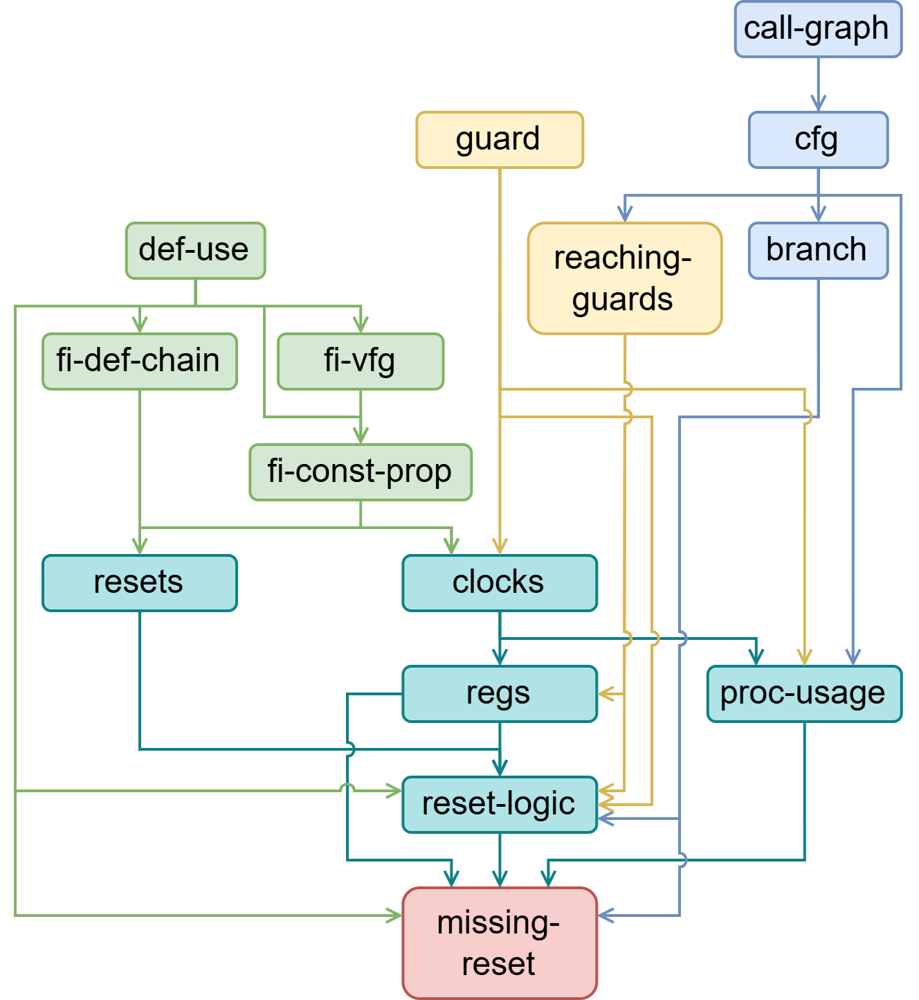 call-graph
guard
cfg
def-use
reaching-
guards
branch
fi-def-chain
fi-vfg
fi-const-prop
resets
clocks
regs
proc-usage
reset-logic
missing-
reset